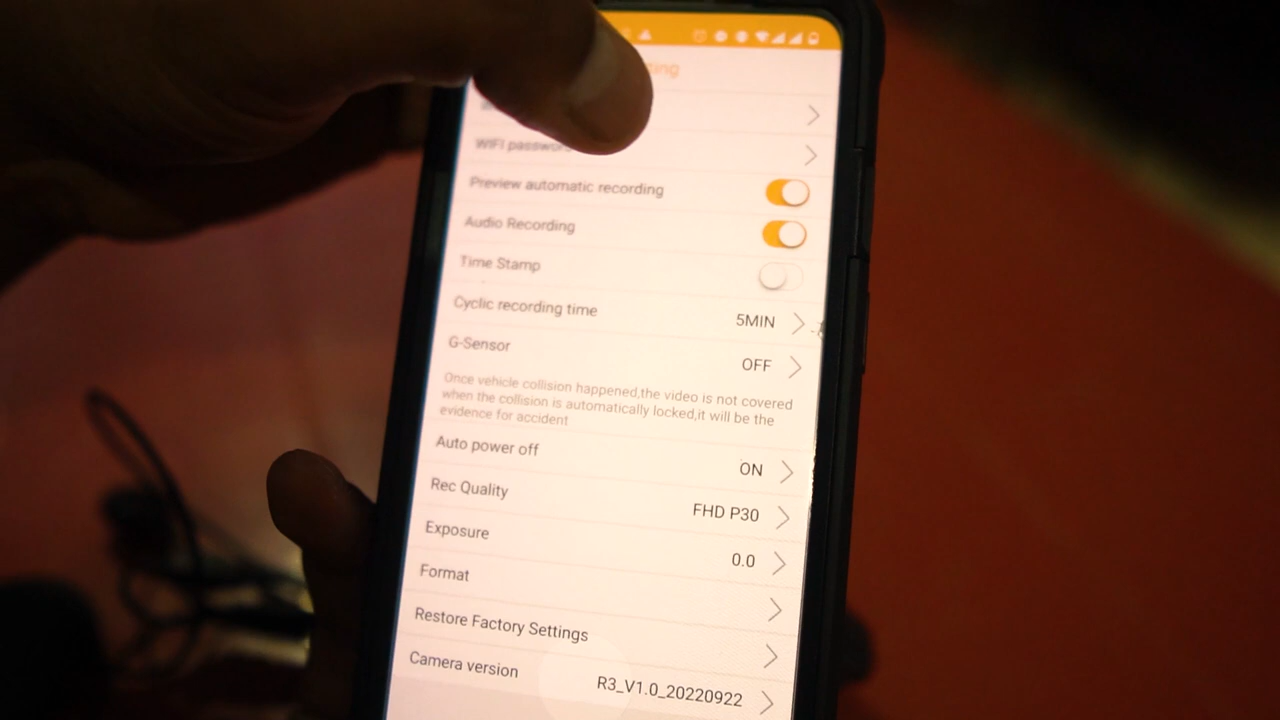 WIFI password
Preview automatic recording
Audio Recording
Time Stamp
Cyclic recording time 5MIN
G-Sensor OFF
Once vehicle collision happened,the video is not covered
when the collision is automatically locked,it will be the
evidence for accident
Auto power off ON
Rec Quality FHD P30
Exposure 0.0
Format
Restore Factory Settings
Camera version R3_V1.0_20220922